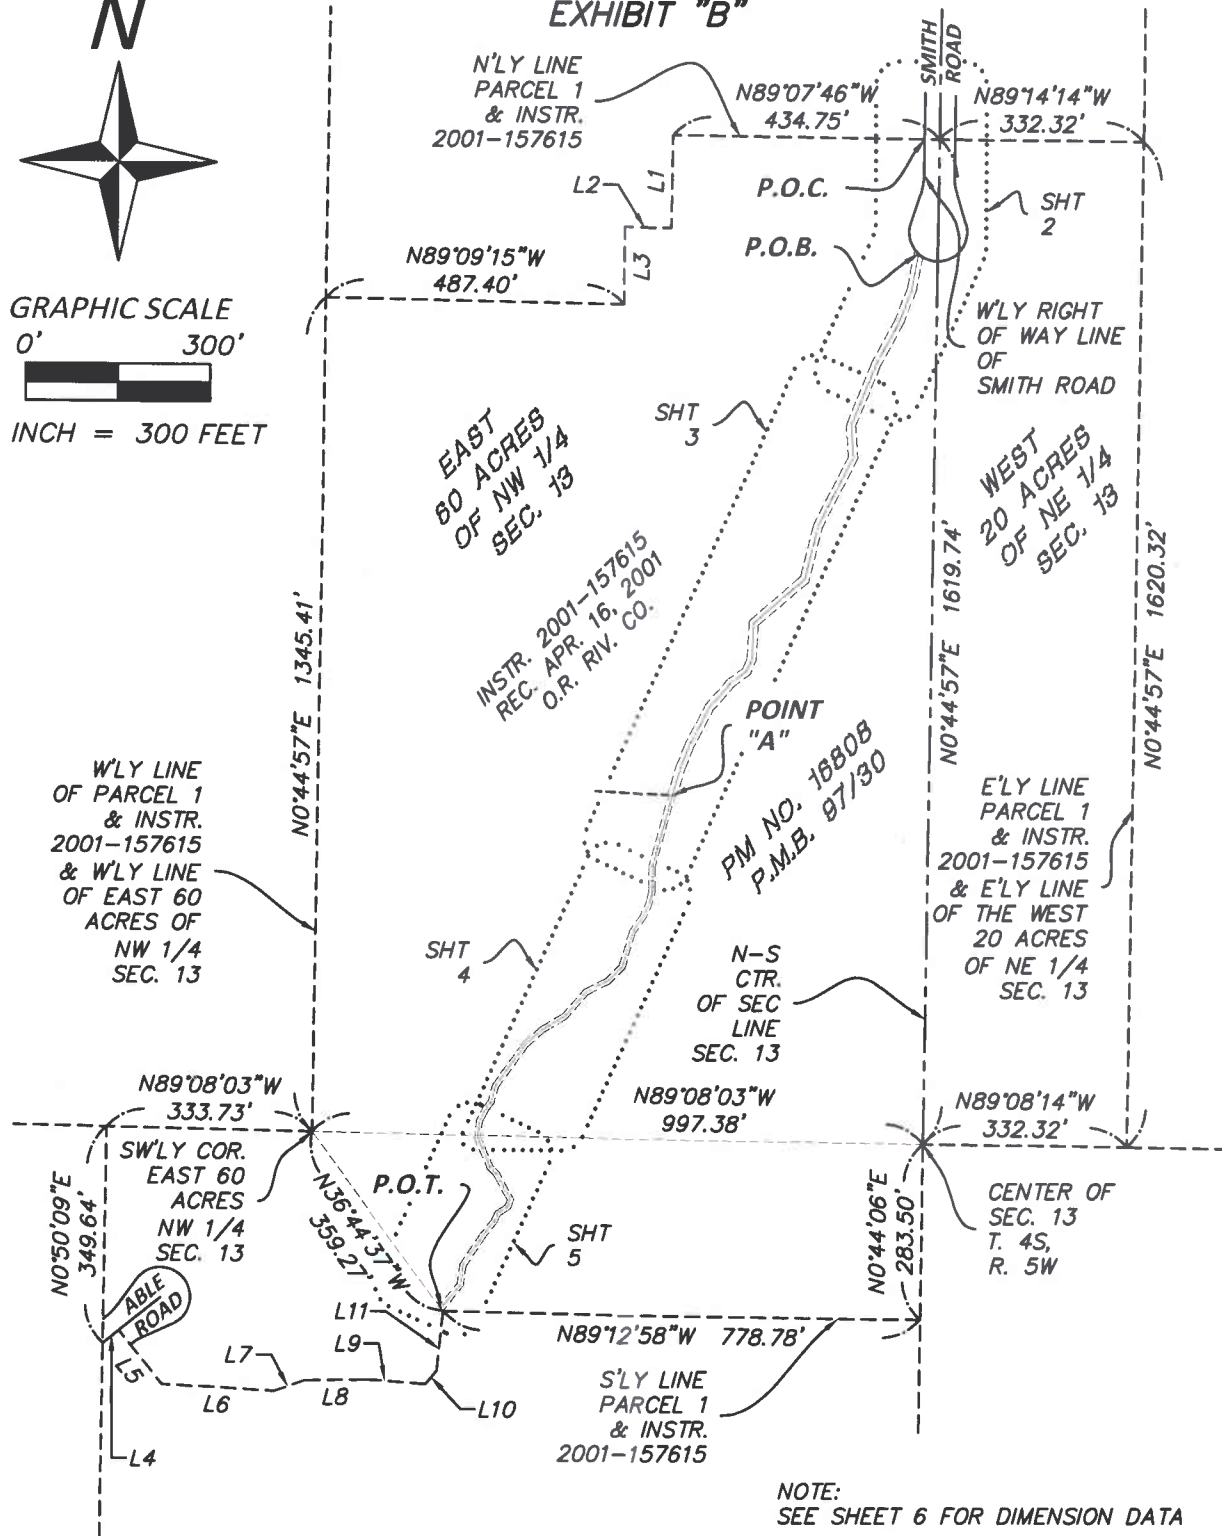 N
EXHIBIT "B"
SMITH
ROAD
N'LY LINE
PARCEL 1
& INSTR.
2001-157615
N89°07'46"W
434.75'
N89°14'14"W
332.32'
L1
L2
L3
P.O.C.
SHT
2
P.O.B.
N89°09'15"W
487.40'
GRAPHIC SCALE
0' 300'
INCH = 300 FEET
W'LY RIGHT
OF WAY LINE
OF
SMITH ROAD
SHT
3
EAST
60 ACRES
OF NW 1/4
SEC. 13
WEST
20 ACRES
OF NE 1/4
SEC. 13
INSTR. 2001-157615
REC. APR. 16, 2001
O.R. RIV. CO.
N0°44'57"E 1345.41'
N0°44'57"E 1619.74'
N0°44'57"E 1620.32'
POINT
"A"
PM NO. 16808
P.M.B. 97/30
W'LY LINE
OF PARCEL 1
& INSTR.
2001-157615
& W'LY LINE
OF EAST 60
ACRES OF
NW 1/4
SEC. 13
E'LY LINE
PARCEL 1
& INSTR.
2001-157615
& E'LY LINE
OF THE WEST
20 ACRES
OF NE 1/4
SEC. 13
SHT
4
N-S
CTR.
OF SEC
LINE
SEC. 13
N89°08'03"W
333.73'
N89°08'03"W
997.38'
N89°08'14"W
332.32'
SW'LY COR.
EAST 60
ACRES
NW 1/4
SEC. 13
N0°50'09"E
349.64'
N36°44'37"W
359.27'
P.O.T.
SHT
5
N0°44'06"E
283.50'
CENTER OF
SEC. 13
T. 4S,
R. 5W
ABLE
ROAD
L11
L9
L7
L5
L6
L8
L10
L4
N89°12'58"W 778.78'
S'LY LINE
PARCEL 1
& INSTR.
2001-157615
NOTE:
SEE SHEET 6 FOR DIMENSION DATA